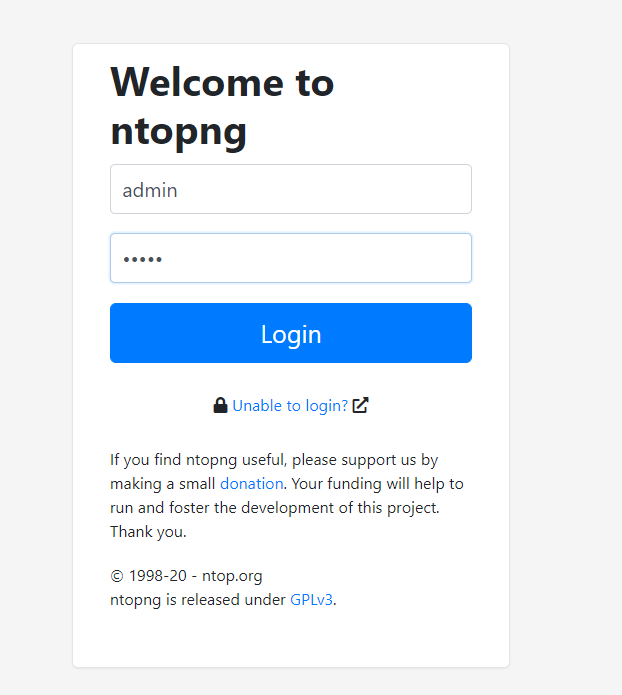 Welcome to
ntopng
admin
•••••
Login
Unable to login?
If you find ntopng useful, please support us by
making a small donation. Your funding will help to
run and foster the development of this project.
Thank you.
© 1998-20 - ntop.org
ntopng is released under GPLv3.